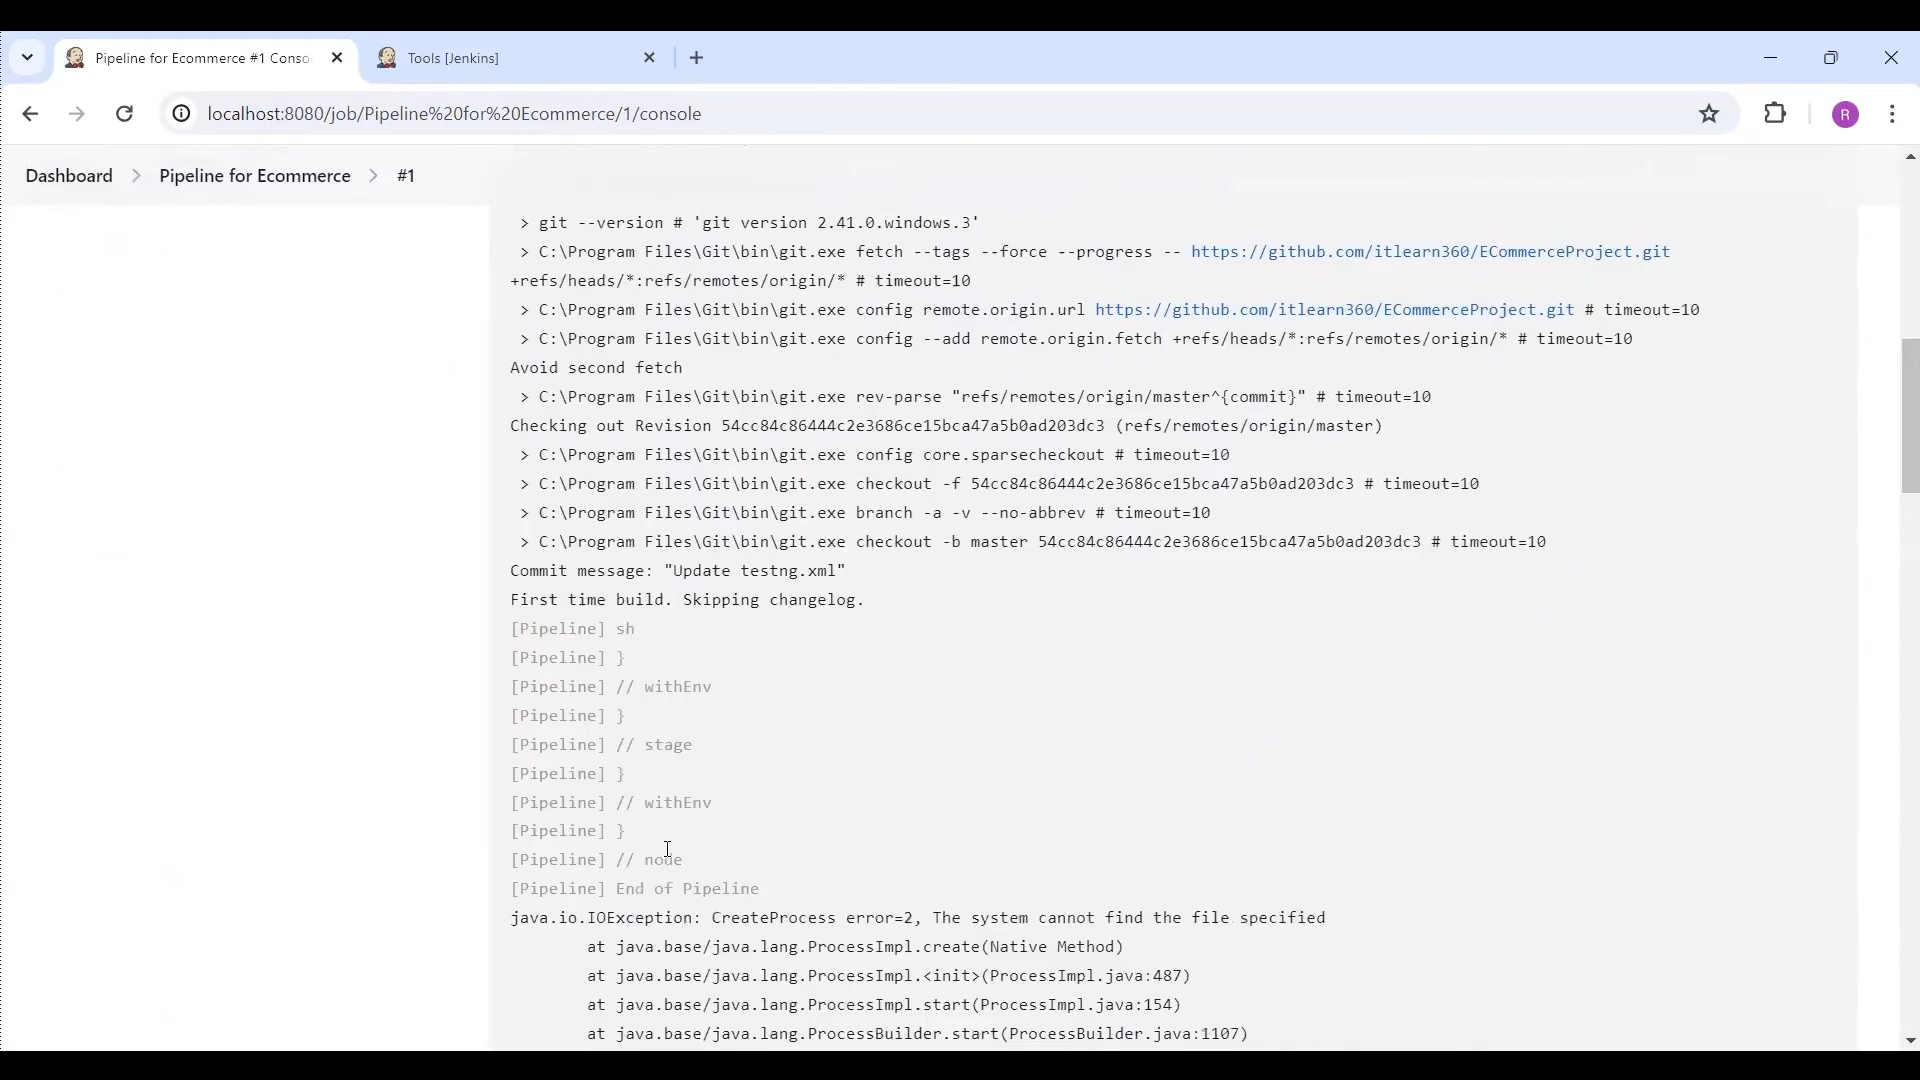 Pipeline for Ecommerce #1 Conso
Tools [Jenkins]
localhost:8080/job/Pipeline%20for%20Ecommerce/1/console
R
Dashboard > Pipeline for Ecommerce > #1
> git --version # 'git version 2.41.0.windows.3'
> C:\Program Files\Git\bin\git.exe fetch --tags --force --progress -- https://github.com/itlearn360/ECommerceProject.git
+refs/heads/*:refs/remotes/origin/* # timeout=10
> C:\Program Files\Git\bin\git.exe config remote.origin.url https://github.com/itlearn360/ECommerceProject.git # timeout=10
> C:\Program Files\Git\bin\git.exe config --add remote.origin.fetch +refs/heads/*:refs/remotes/origin/* # timeout=10
Avoid second fetch
> C:\Program Files\Git\bin\git.exe rev-parse "refs/remotes/origin/master^{commit}" # timeout=10
Checking out Revision 54cc84c86444c2e3686ce15bca47a5b0ad203dc3 (refs/remotes/origin/master)
> C:\Program Files\Git\bin\git.exe config core.sparsecheckout # timeout=10
> C:\Program Files\Git\bin\git.exe checkout -f 54cc84c86444c2e3686ce15bca47a5b0ad203dc3 # timeout=10
> C:\Program Files\Git\bin\git.exe branch -a -v --no-abbrev # timeout=10
> C:\Program Files\Git\bin\git.exe checkout -b master 54cc84c86444c2e3686ce15bca47a5b0ad203dc3 # timeout=10
Commit message: "Update testng.xml"
First time build. Skipping changelog.
[Pipeline] sh
[Pipeline] }
[Pipeline] // withEnv
[Pipeline] }
[Pipeline] // stage
[Pipeline] }
[Pipeline] // withEnv
[Pipeline] }
[Pipeline] // node
[Pipeline] End of Pipeline
java.io.IOException: CreateProcess error=2, The system cannot find the file specified
at java.base/java.lang.ProcessImpl.create(Native Method)
at java.base/java.lang.ProcessImpl.<init>(ProcessImpl.java:487)
at java.base/java.lang.ProcessImpl.start(ProcessImpl.java:154)
at java.base/java.lang.ProcessBuilder.start(ProcessBuilder.java:1107)